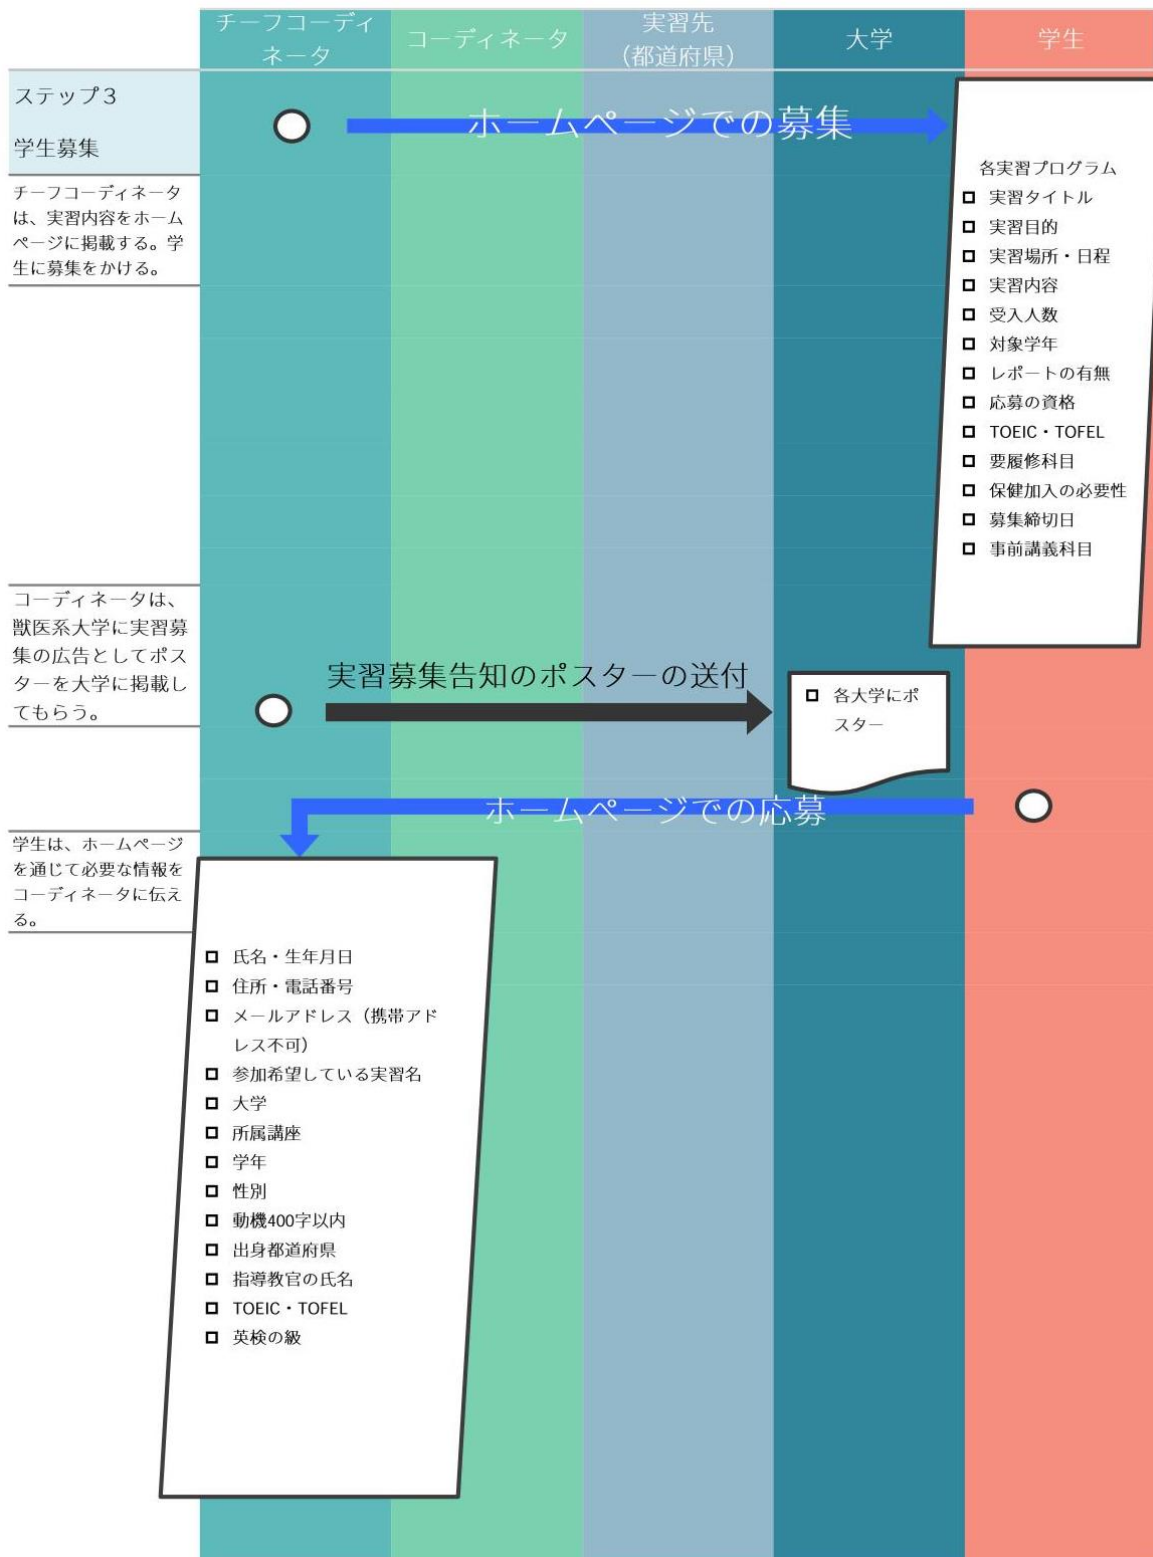 チーフコーディ
ネータ
コーディネータ
実習先
（都道府県）
大学
学生
ステップ３
学生募集
ホームページでの募集
チーフコーディネータ
は、実習内容をホーム
ページに掲載する。学
生に募集をかける。
各実習プログラム
実習タイトル
実習目的
実習場所・日程
実習内容
受入人数
対象学年
レポートの有無
応募の資格
TOEIC・TOFEL
要履修科目
保健加入の必要性
募集締切日
事前講義科目
コーディネータは、
獣医系大学に実習募
集の広告としてポス
ターを大学に掲載し
てもらう。
実習募集告知のポスターの送付
各大学にポ
スター
ホームページでの応募
学生は、ホームページ
を通じて必要な情報を
コーディネータに伝え
る。
氏名・生年月日
住所・電話番号
メールアドレス（携帯アド
レス不可）
参加希望している実習名
大学
所属講座
学年
性別
動機400字以内
出身都道府県
指導教官の氏名
TOEIC・TOFEL
英検の級